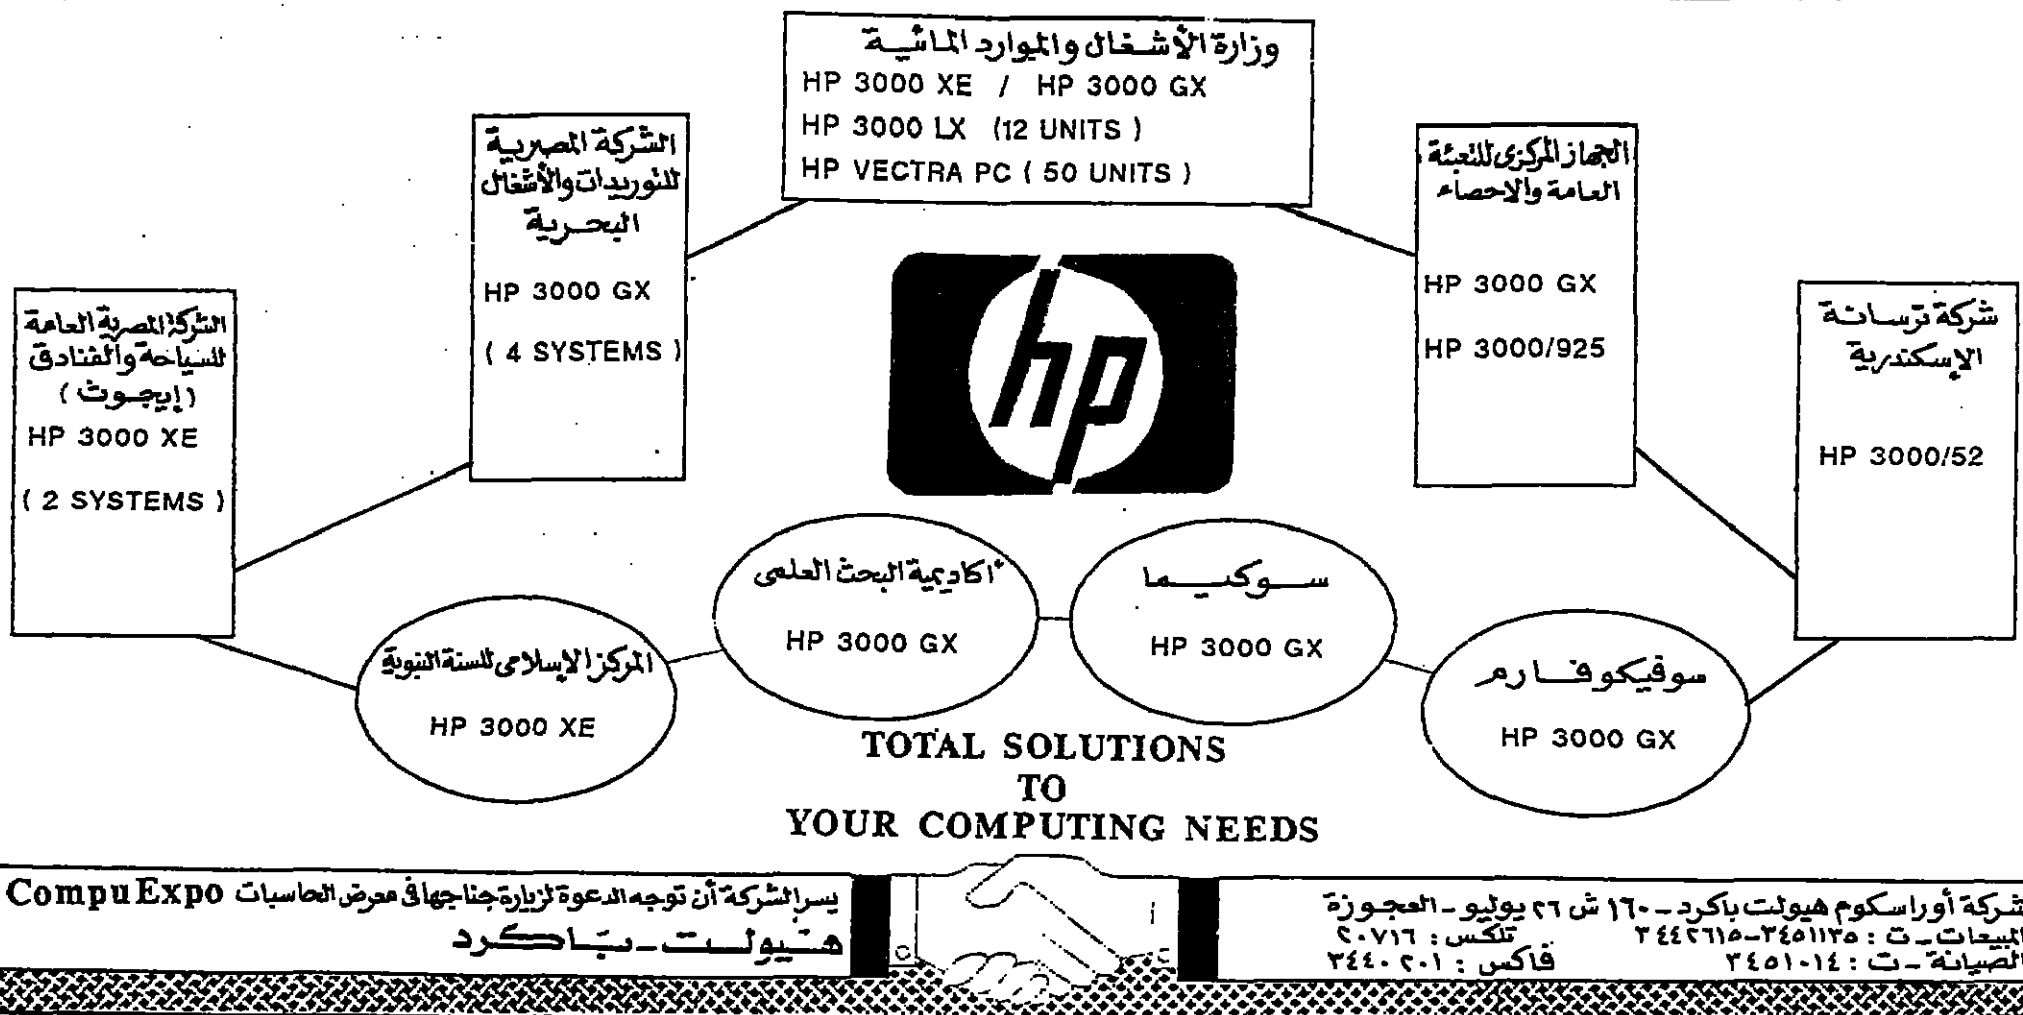 وزارة الأشغال والموارد المائية
HP 3000 XE / HP 3000 GX
HP 3000 LX (12 UNITS)
HP VECTRA PC (50 UNITS)
الشركة المصرية
للتوريدات والأشغال
البحرية
HP 3000 GX
(4 SYSTEMS)
الجهاز المركزى للتعبئة
العامة والاحصاء
HP 3000 GX
HP 3000/925
الشركة المصرية العامة
للسياحة والفنادق
(إيجوث)
HP 3000 XE
(2 SYSTEMS)
شركة ترسانة
الإسكندرية
HP 3000/52
hp
المركز الإسلامى للسنة النبوية
HP 3000 XE
أكاديمية البحث العلمى
HP 3000 GX
سوكيما
HP 3000 GX
سوفيكوفارم
HP 3000 GX
TOTAL SOLUTIONS
TO
YOUR COMPUTING NEEDS
يسر الشركة أن توجه الدعوة لزيارة جناحها فى معرض الحاسبات CompuExpo
هيوليت - باكرد
شركة أوراسكوم هيولت باكرد - ١٦٠ ش ٢٦ يوليو - العجوزة
المبيعات - ت : ٣٤٥١١٣٥-٣٤٤٢٦١٥ تلكس : ٢٠٧١٦
الصيانة - ت : ٣٤٥١٠١٤ فاكس : ٣٤٤٠٢٠١